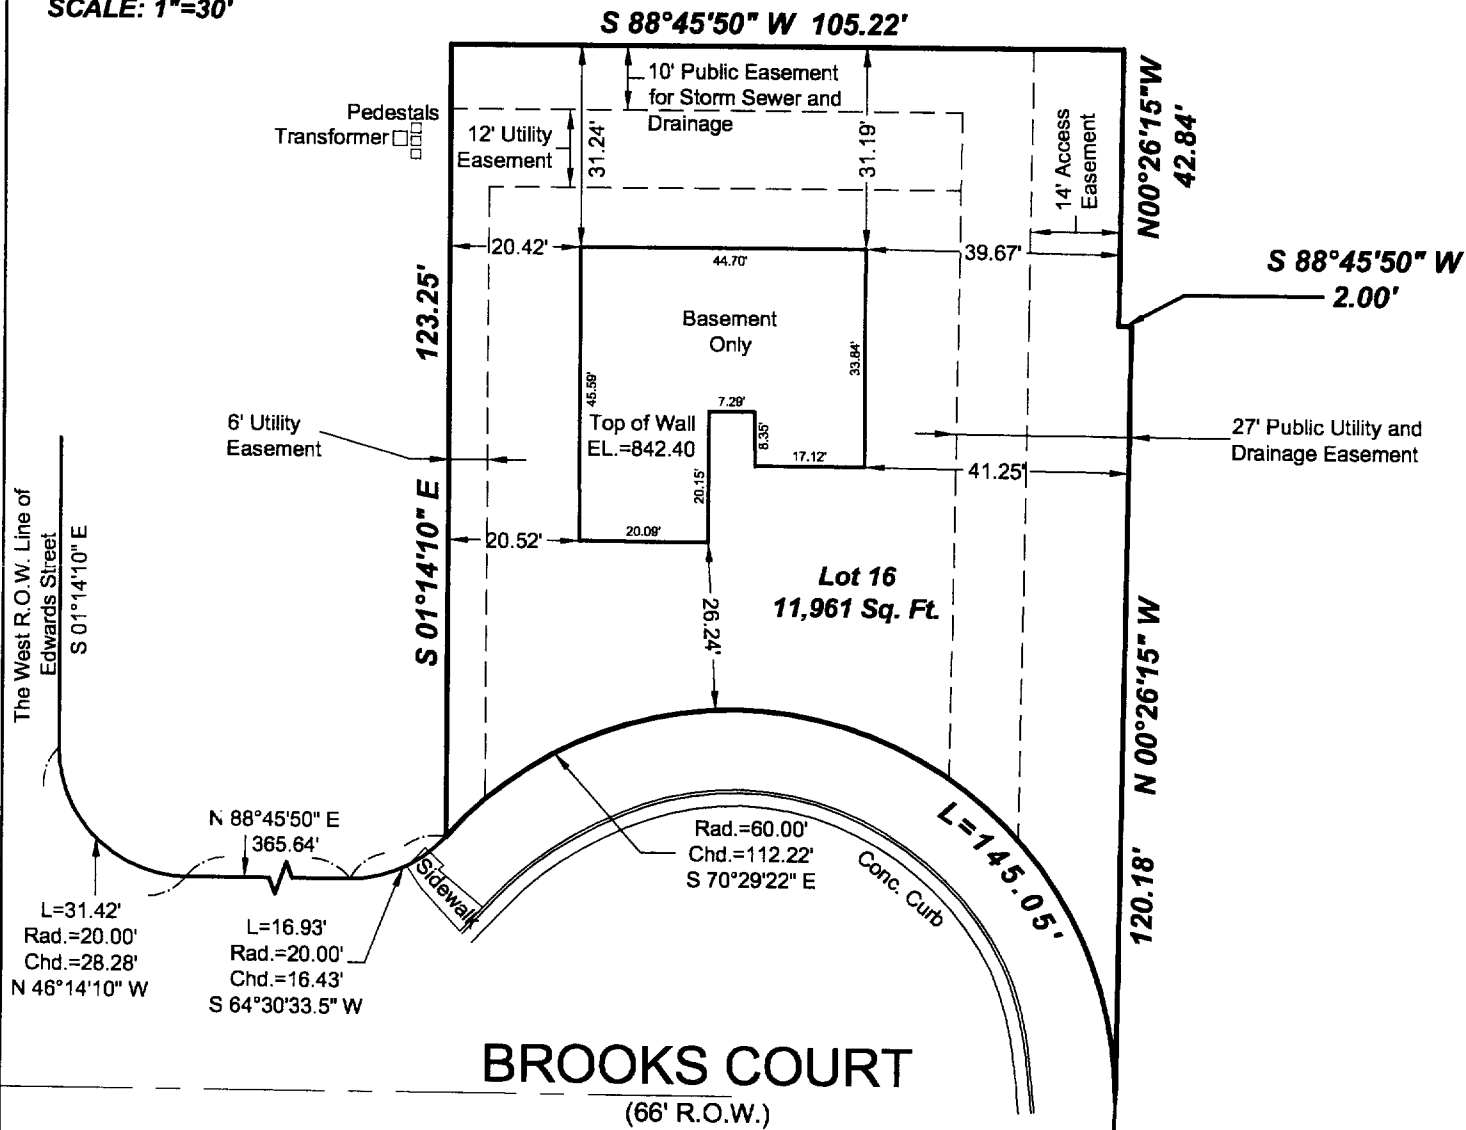 SCALE: 1"=30'
S 88°45'50" W 105.22'
10' Public Easement
for Storm Sewer and
Drainage
Pedestals
Transformer
12' Utility
Easement
31.24'
31.19'
14' Access
Easement
N00°26'15"W
42.84'
20.42'
39.67'
44.70'
S 88°45'50" W
2.00'
123.25'
S 01°14'10" E
Basement
Only
33.84'
45.59'
7.29'
8.35'
17.12'
Top of Wall
EL.=842.40
20.15'
20.09'
6' Utility
Easement
27' Public Utility and
Drainage Easement
41.25'
20.52'
26.24'
Lot 16
11,961 Sq. Ft.
The West R.O.W. Line of
Edwards Street
S 01°14'10" E
N 00°26'15" W
120.18'
N 88°45'50" E
365.64'
Sidewalk
Rad.=60.00'
Chd.=112.22'
S 70°29'22" E
Conc. Curb
L=145.05'
L=31.42'
Rad.=20.00'
Chd.=28.28'
N 46°14'10" W
L=16.93'
Rad.=20.00'
Chd.=16.43'
S 64°30'33.5" W
BROOKS COURT
(66' R.O.W.)